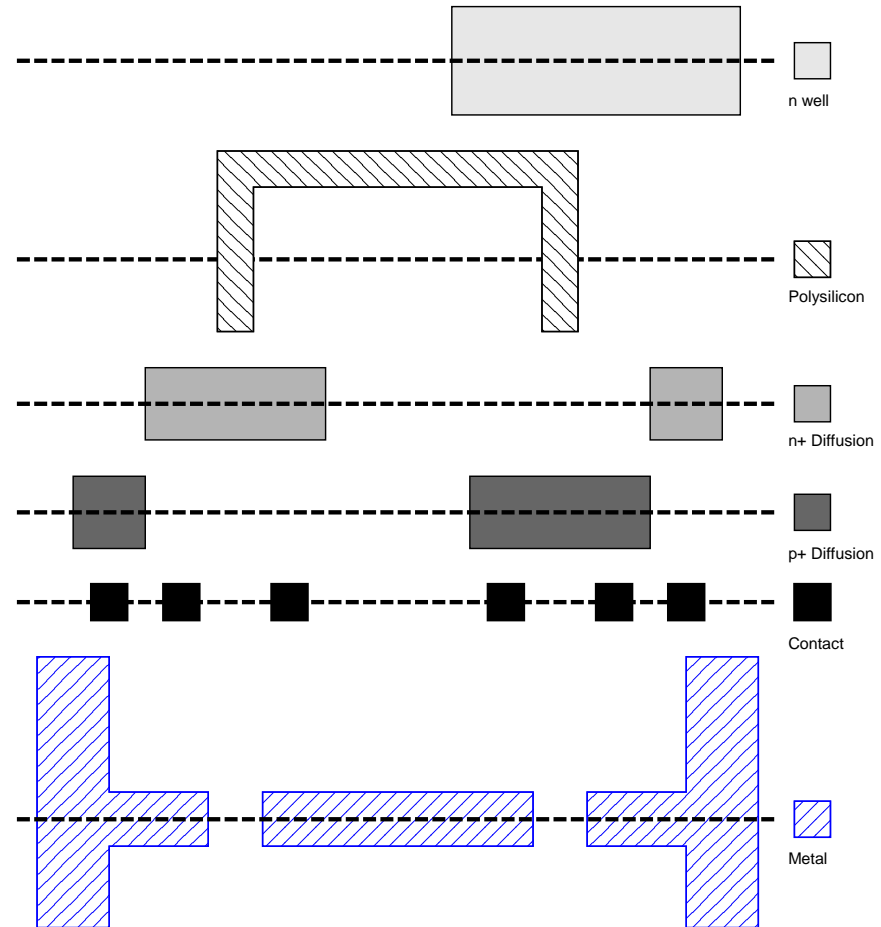 n well
Polysilicon
n+ Diffusion
p+ Diffusion
Contact
Metal